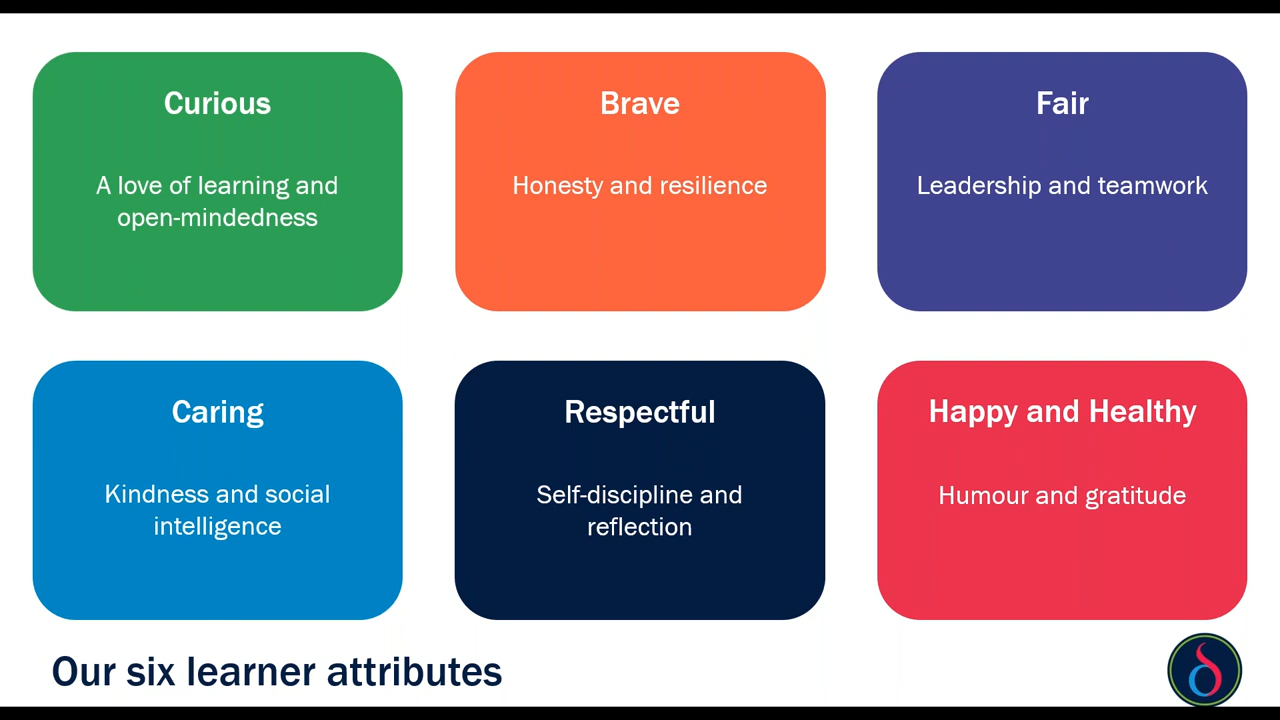 Curious
A love of learning and
open-mindedness
Brave
Honesty and resilience
Fair
Leadership and teamwork
Caring
Kindness and social
intelligence
Respectful
Self-discipline and
reflection
Happy and Healthy
Humour and gratitude
Our six learner attributes